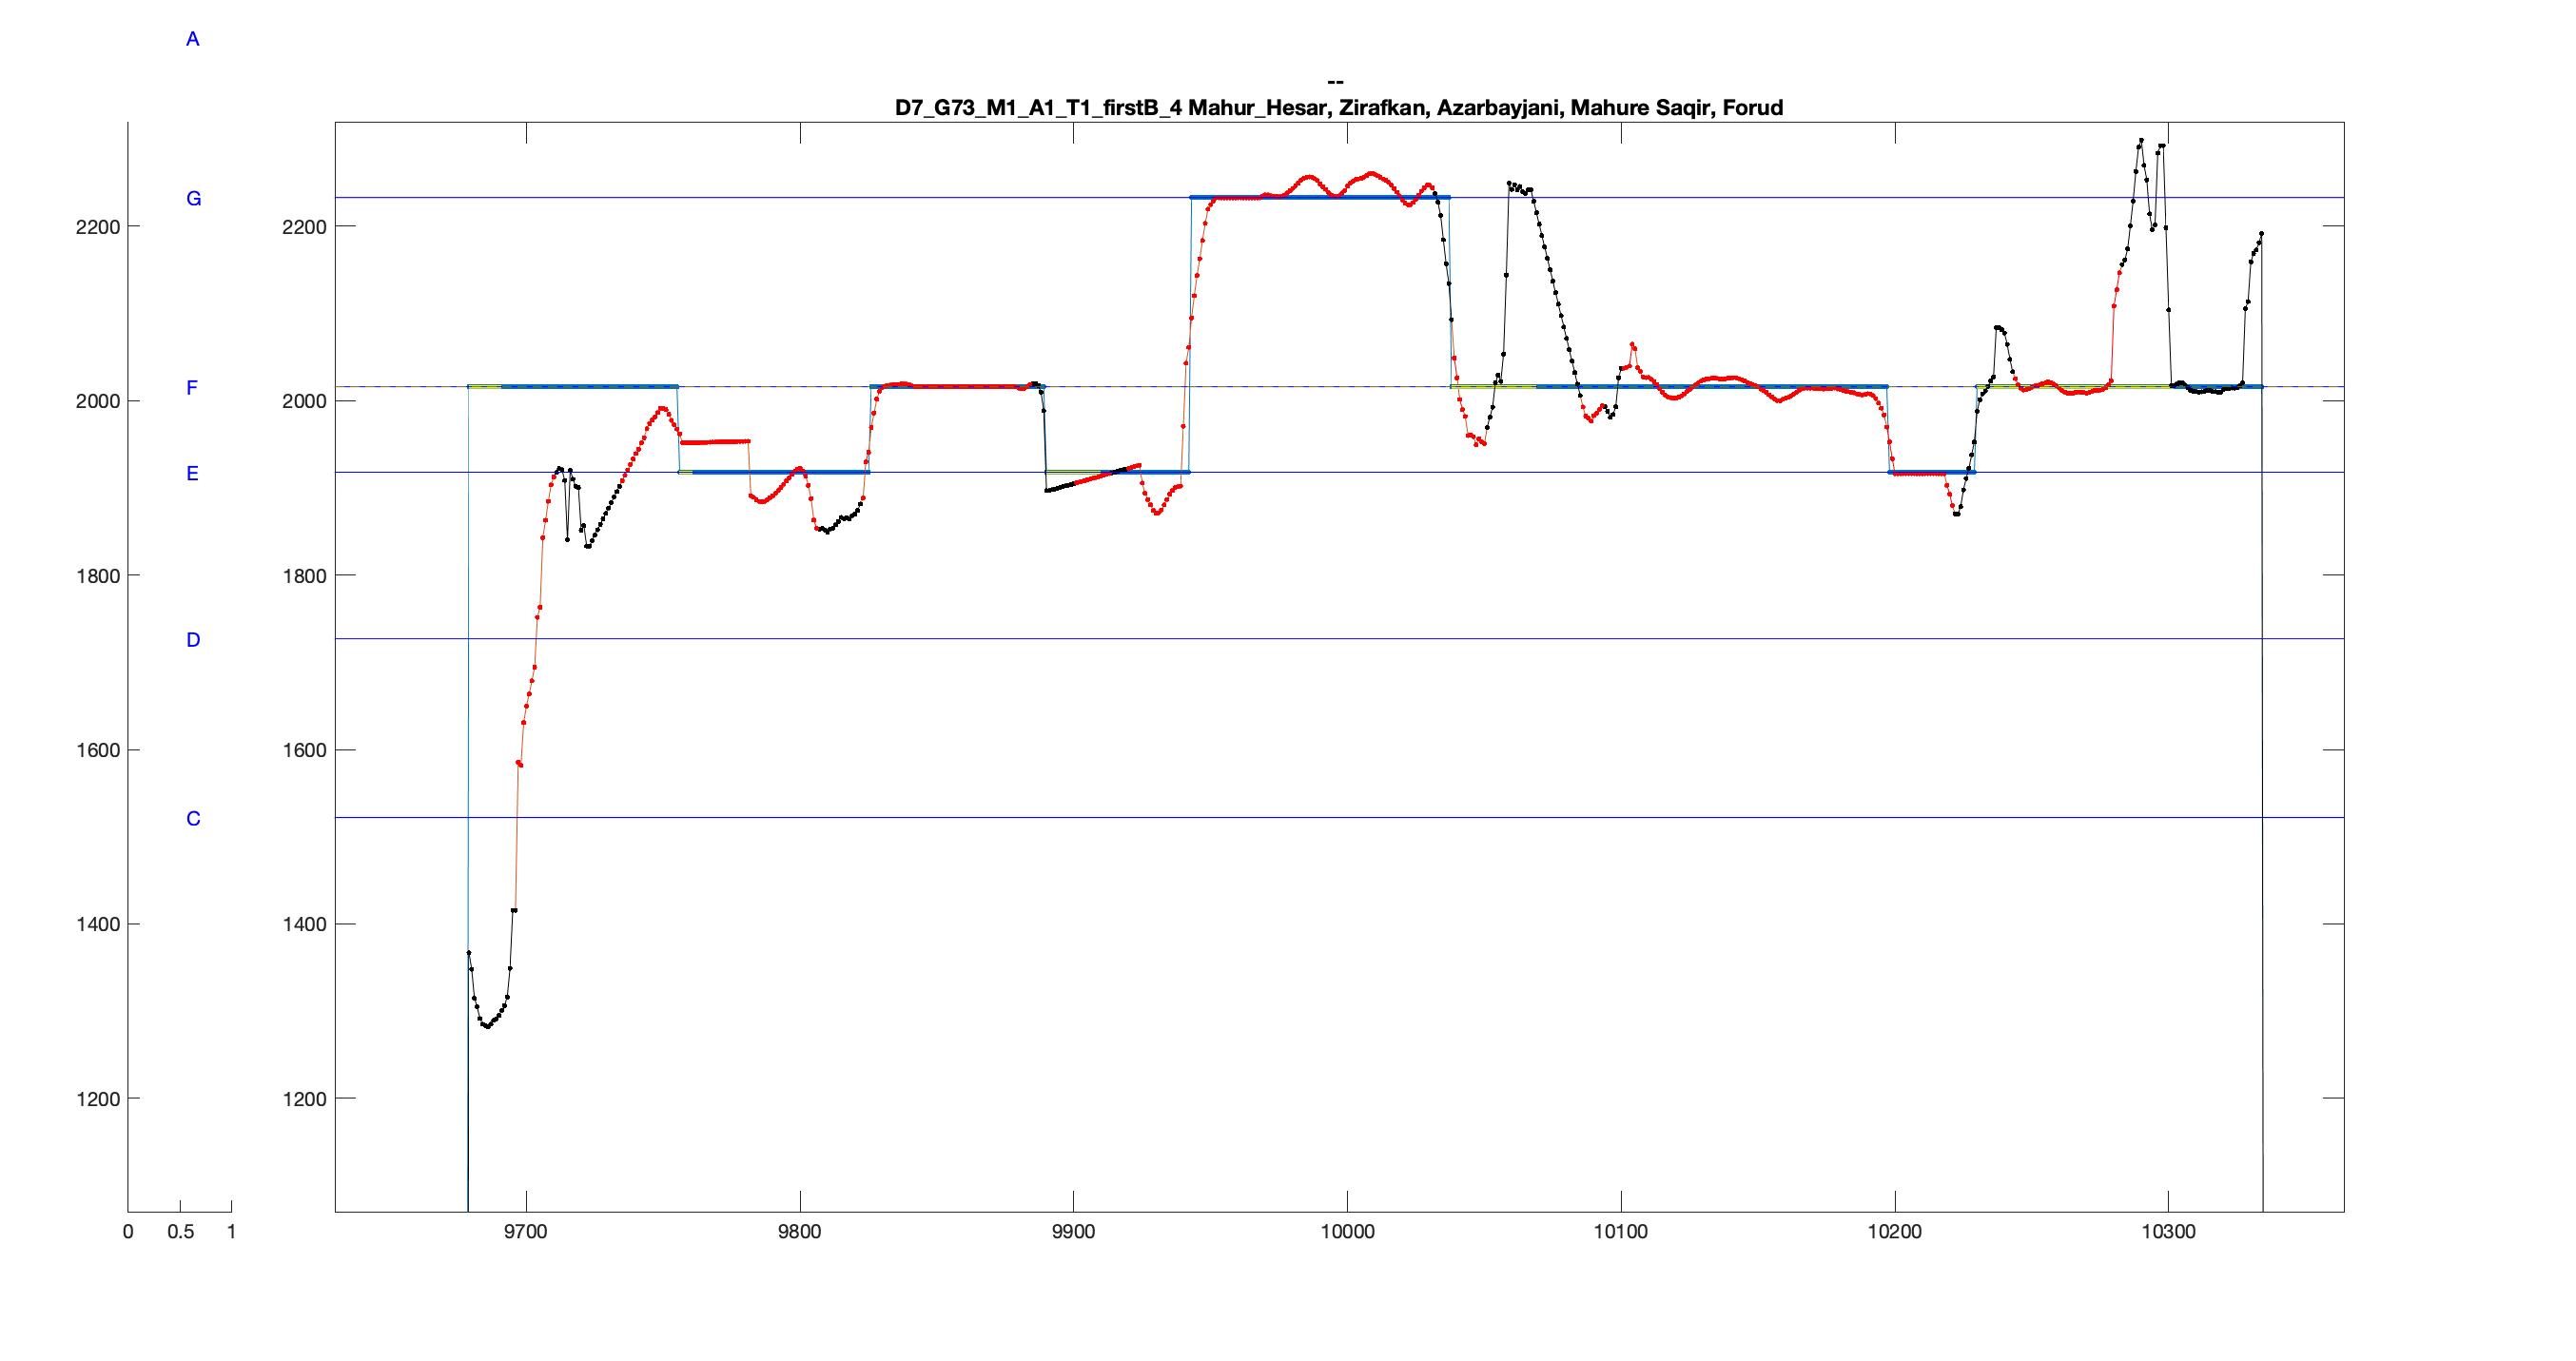 A
--
D7_G73_M1_A1_T1_firstB_4 Mahur_Hesar, Zirafkan, Azarbayjani, Mahure Saqir, Forud
G
2200 2200
F
2000 2000
E
1800 1800
D
1600 1600
C
1400 1400
1200 1200
0 0.5 1 9700 9800 9900 10000 10100 10200 10300